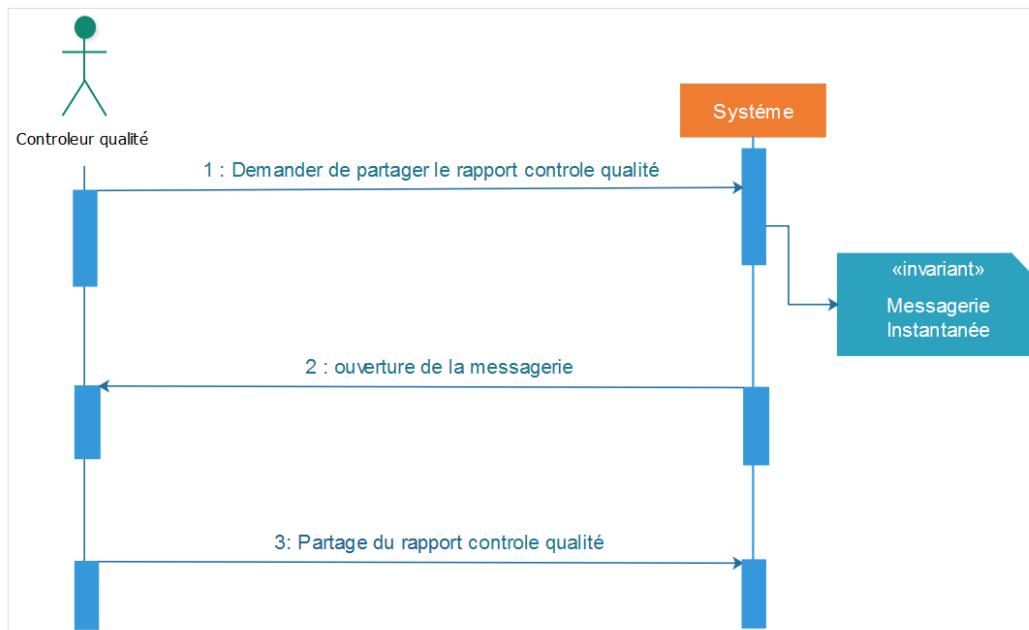 Controleur qualité
Systéme
1 : Demander de partager le rapport controle qualité
«invariant»
Messagerie
Instantanée
2 : ouverture de la messagerie
3: Partage du rapport controle qualité